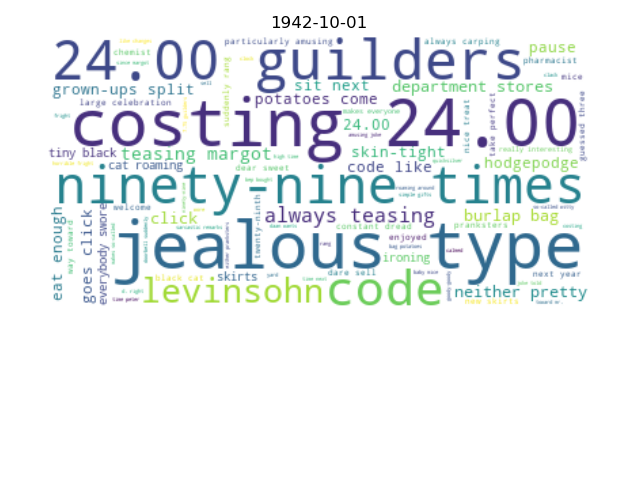 1942-10-01
particularly amusing
always carping
24.00 guilders
pause
chemist
pharmacist
grown-ups split
suddenly rang
sit next
department stores
mice
large celebration
potatoes come
costing 24.00
24.00
nice treat
take perfect
guessed three
tiny black
teasing margot
skin-tight
really interesting
cat roaming
dear sweet
code like
hodgepodge
ninety-nine times
welcome
click
always teasing
burlap bag
eat enough
way toward
goes click
everybody swore
twenty-ninth
constant dread
enjoyed
pranksters
jealous type
ironing
black cat
skirts
dare sell
next year
levinsohn
code
neither pretty
new skirts